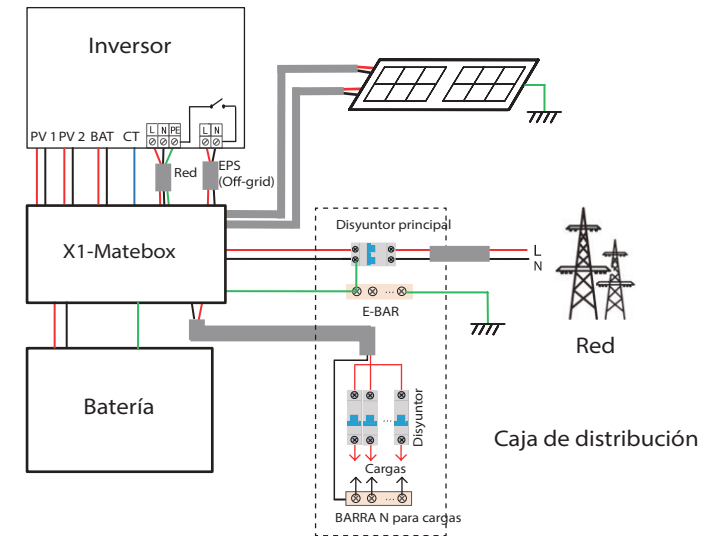 Inversor
L N PE
L N
PV 1 PV 2 BAT CT
Red
EPS
(Off-grid)
X1-Matebox
Disyuntor principal
L
N
E-BAR
Red
Batería
Disyuntor
Caja de distribución
Cargas
BARRA N para cargas